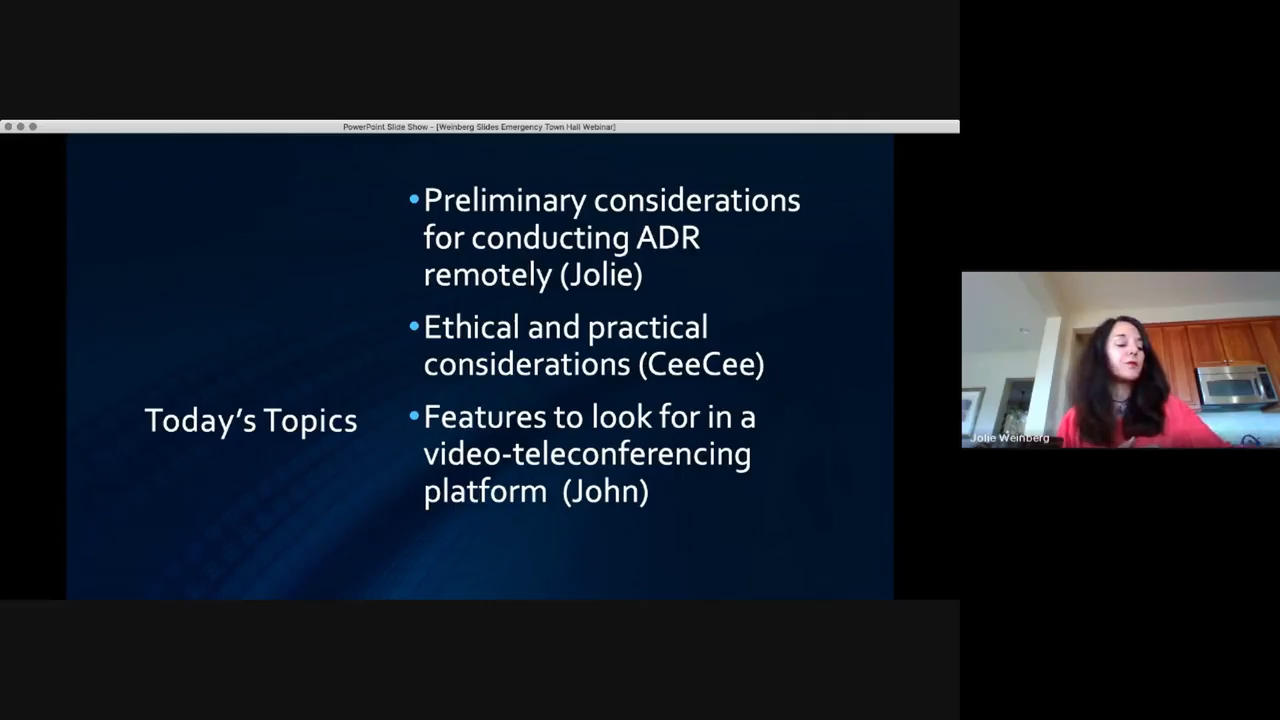 PowerPoint Slide Show - [Weinberg Slides Emergency Town Hall Webinar]
Today's Topics
•Preliminary considerations
for conducting ADR
remotely (Jolie)
•Ethical and practical
considerations (CeeCee)
•Features to look for in a
video-teleconferencing
platform (John)
Jolie Weinberg